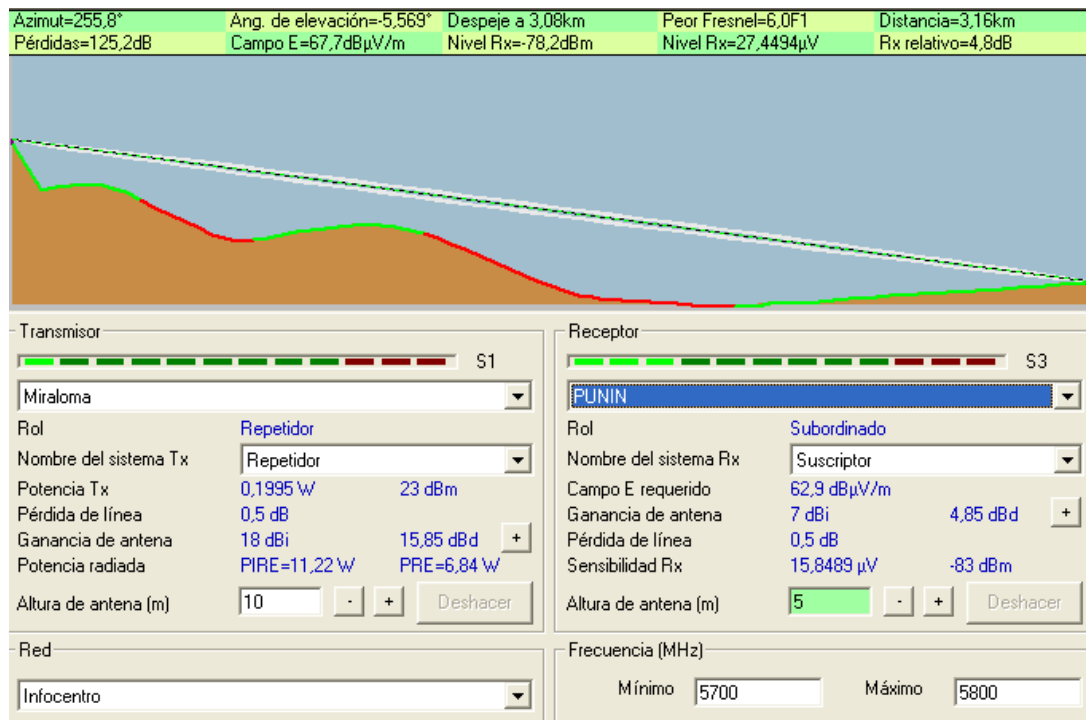 Azimut=255,8° Ang. de elevación=-5,569° Despeje a 3,08km Peor Fresnel=6,0F1 Distancia=3,16km
Pérdidas=125,2dB Campo E=67,7dBµV/m Nivel Rx=-78,2dBm Nivel Rx=27,4494µV Rx relativo=4,8dB
Transmisor
S1
Miraloma
Rol Repetidor
Nombre del sistema Tx Repetidor
Potencia Tx 0,1995 W 23 dBm
Pérdida de línea 0,5 dB
Ganancia de antena 18 dBi 15,85 dBd +
Potencia radiada PIRE=11,22 W PRE=6,84 W
Altura de antena (m) 10 - + Deshacer
Receptor
S3
PUNIN
Rol Subordinado
Nombre del sistema Rx Suscriptor
Campo E requerido 62,9 dBµV/m
Ganancia de antena 7 dBi 4,85 dBd +
Pérdida de línea 0,5 dB
Sensibilidad Rx 15,8489 µV -83 dBm
Altura de antena (m) 5 - + Deshacer
Red
Infocentro
Frecuencia (MHz)
Mínimo 5700 Máximo 5800